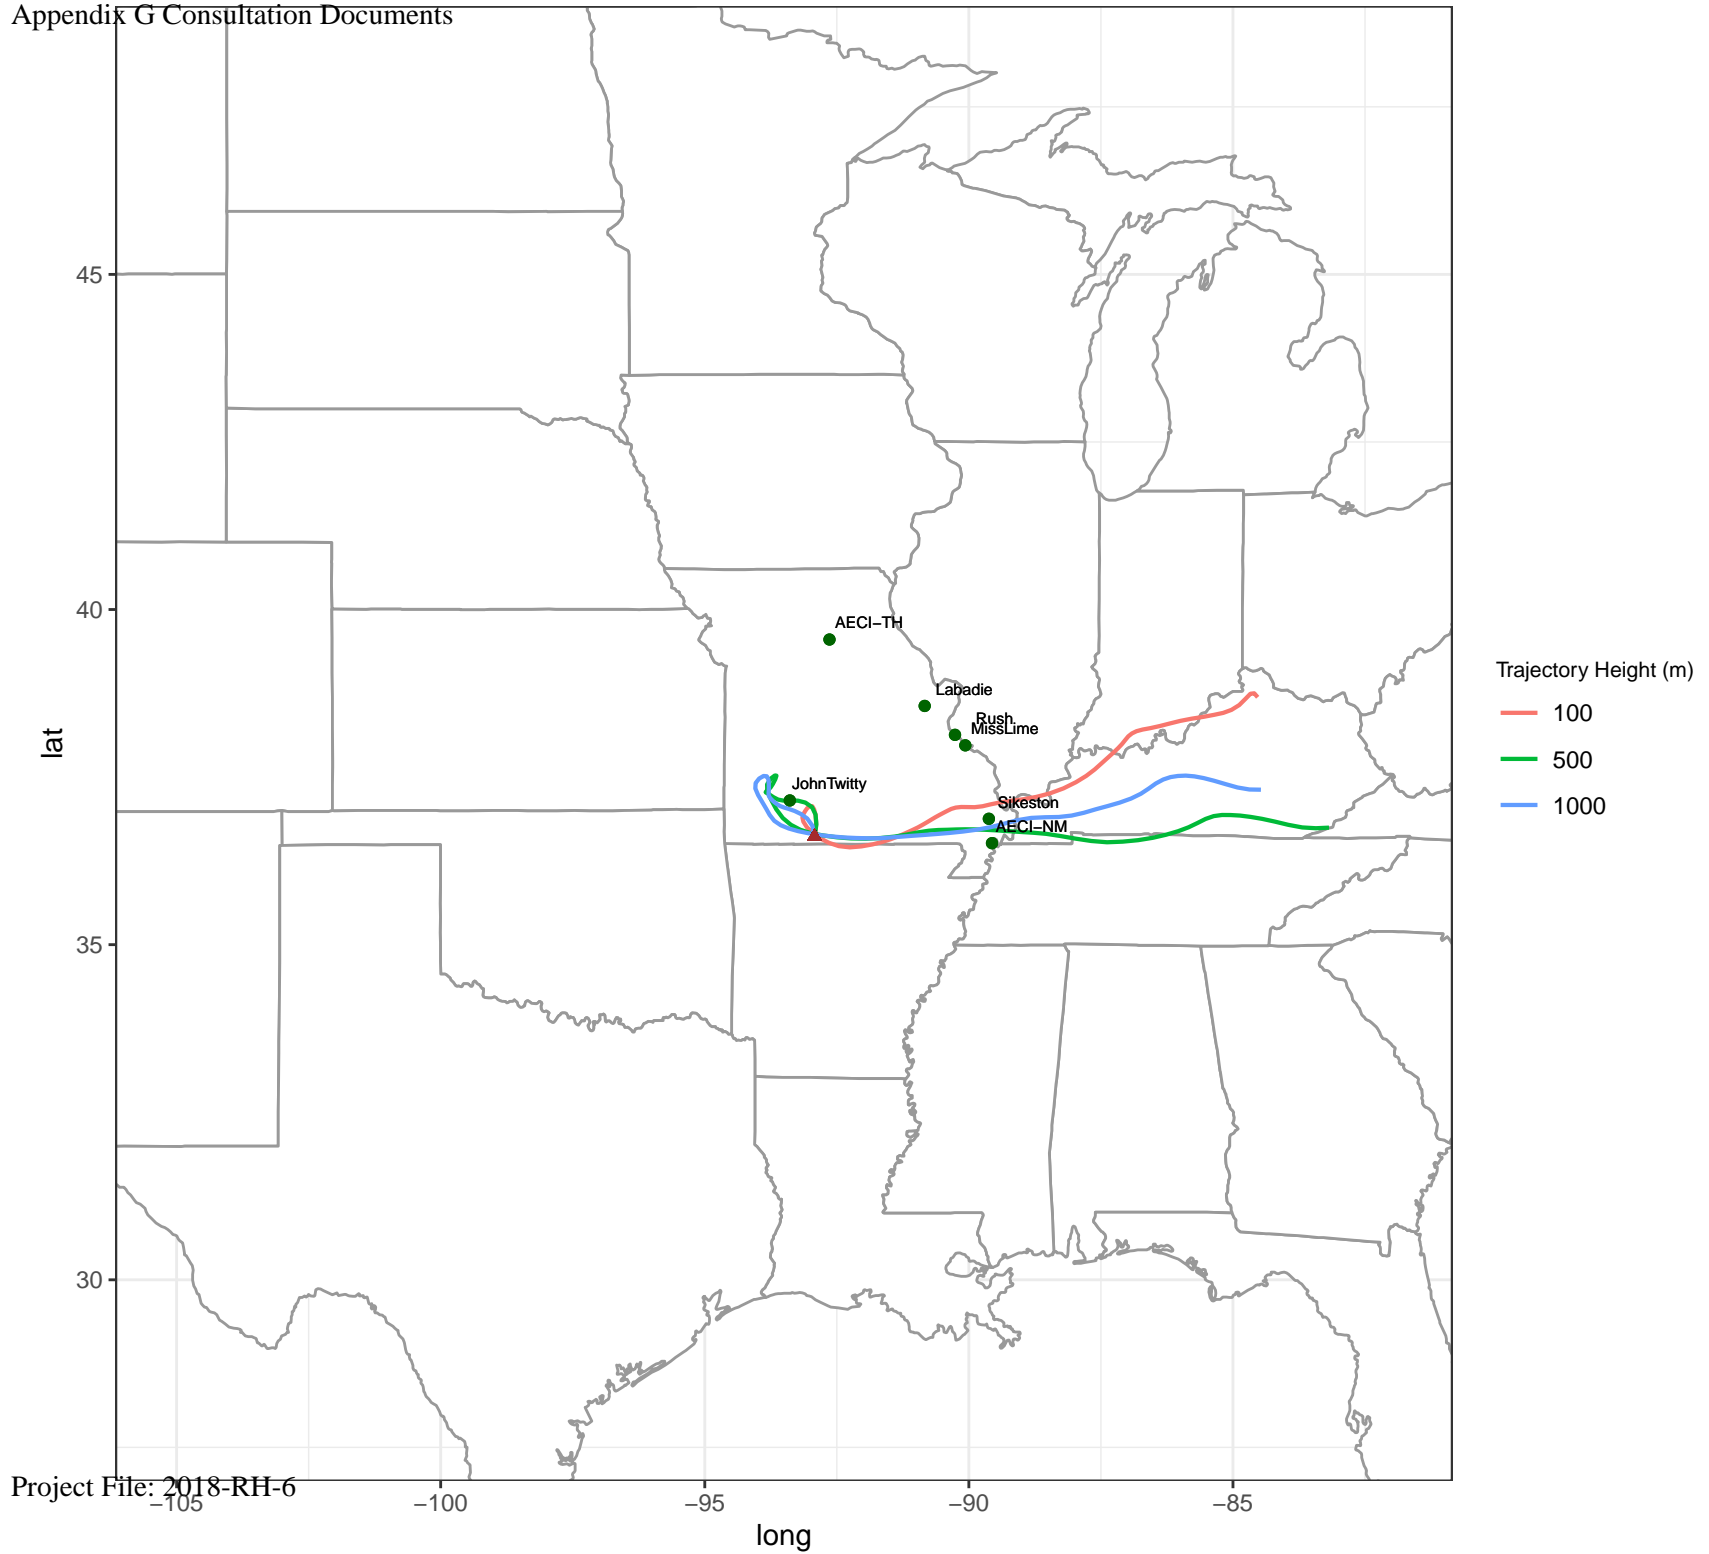 Appendix G Consultation Documents
45
40
35
30
lat
AECI−TH
Labadie
Rush
MissLime
JohnTwitty
Sikeston
AECI−NM
Trajectory Height (m)
100
500
1000
Project File: 2018-RH-6
−105
−100
−95
−90
−85
long